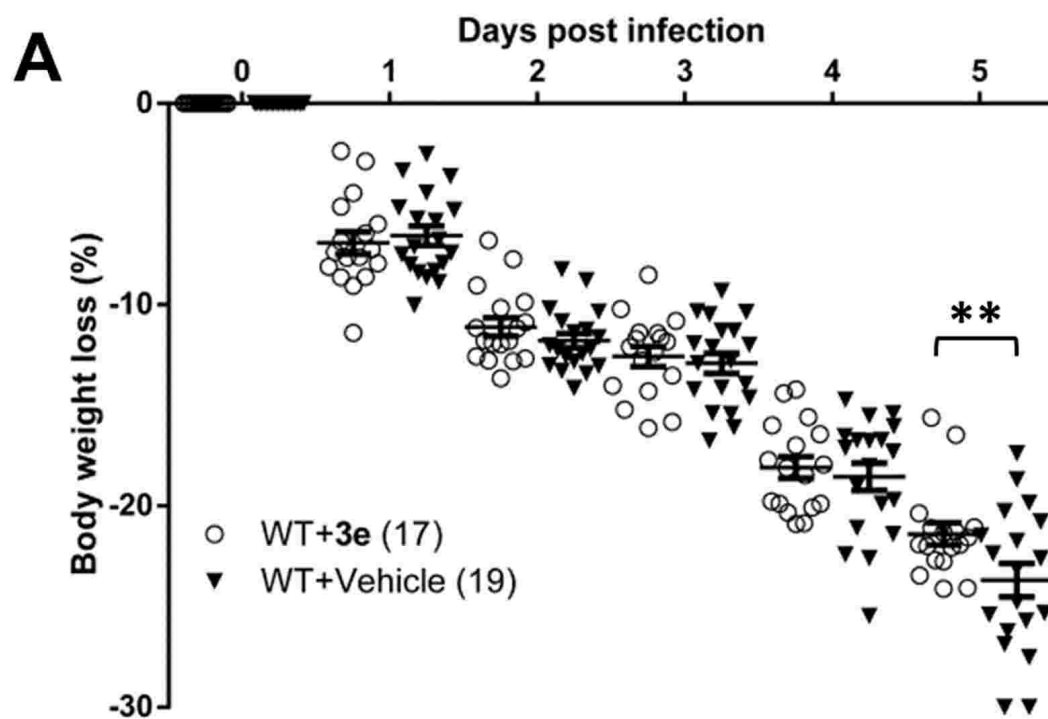 A
Days post infection
0 1 2 3 4 5
Body weight loss (%)
0
-10
-20
-30
**
WT+3e (17)
WT+Vehicle (19)